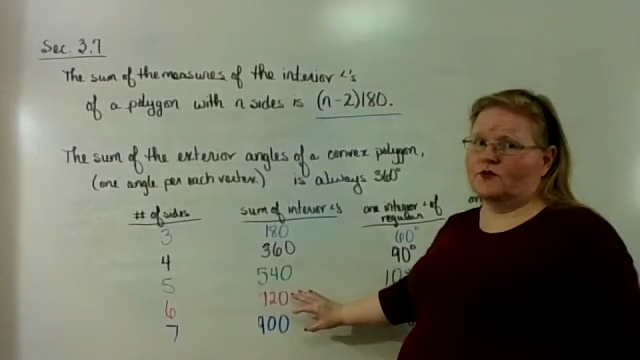 Sec. 3.7
The sum of the measures of the interior ∠'s
of a polygon with n sides is (n-2)180.
The sum of the exterior angles of a convex polygon,
(one angle per each vertex) is always 360°
# of sides sum of interior ∠'s one interior ∠ of regular
3 180 60°
4 360 90°
5 540 10
6 720
7 900